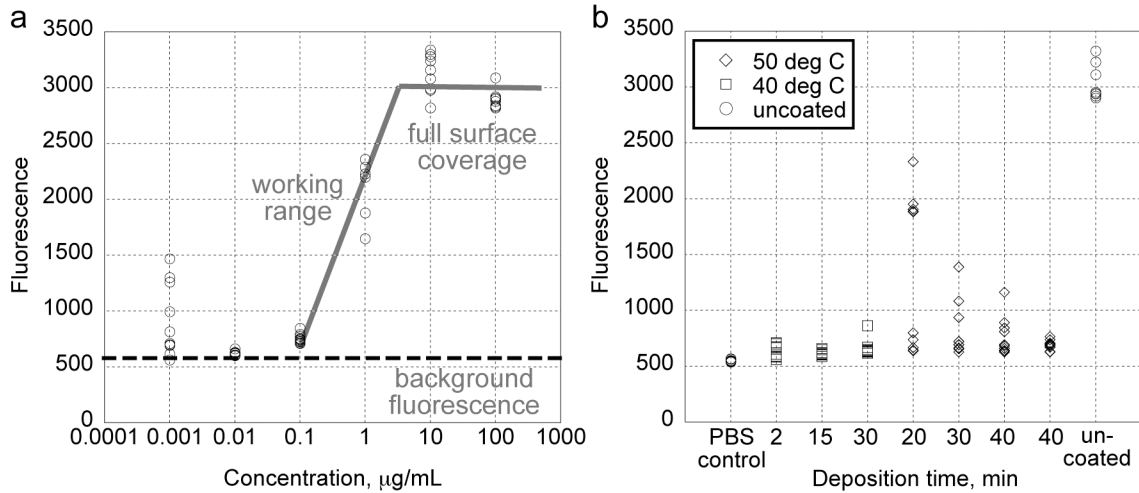 a
3500
3000
2500
2000
1500
1000
500
0
Fluorescence
working
range
full surface
coverage
background
fluorescence
0.0001 0.001 0.01 0.1 1 10 100 1000
Concentration, μg/mL
b
3500
3000
2500
2000
1500
1000
500
0
Fluorescence
50 deg C
40 deg C
uncoated
PBS
control
2 15 30 20 30 40 40
un-
coated
Deposition time, min